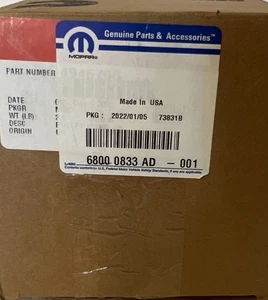 MOPAR
Genuine Parts & Accessories
PART NUMBER
Made in USA
DATE
PKGR
PKG : 2022/01/05 73831B
WT (LB)
DESC
ORIGIN
6800 0833 AD - 001